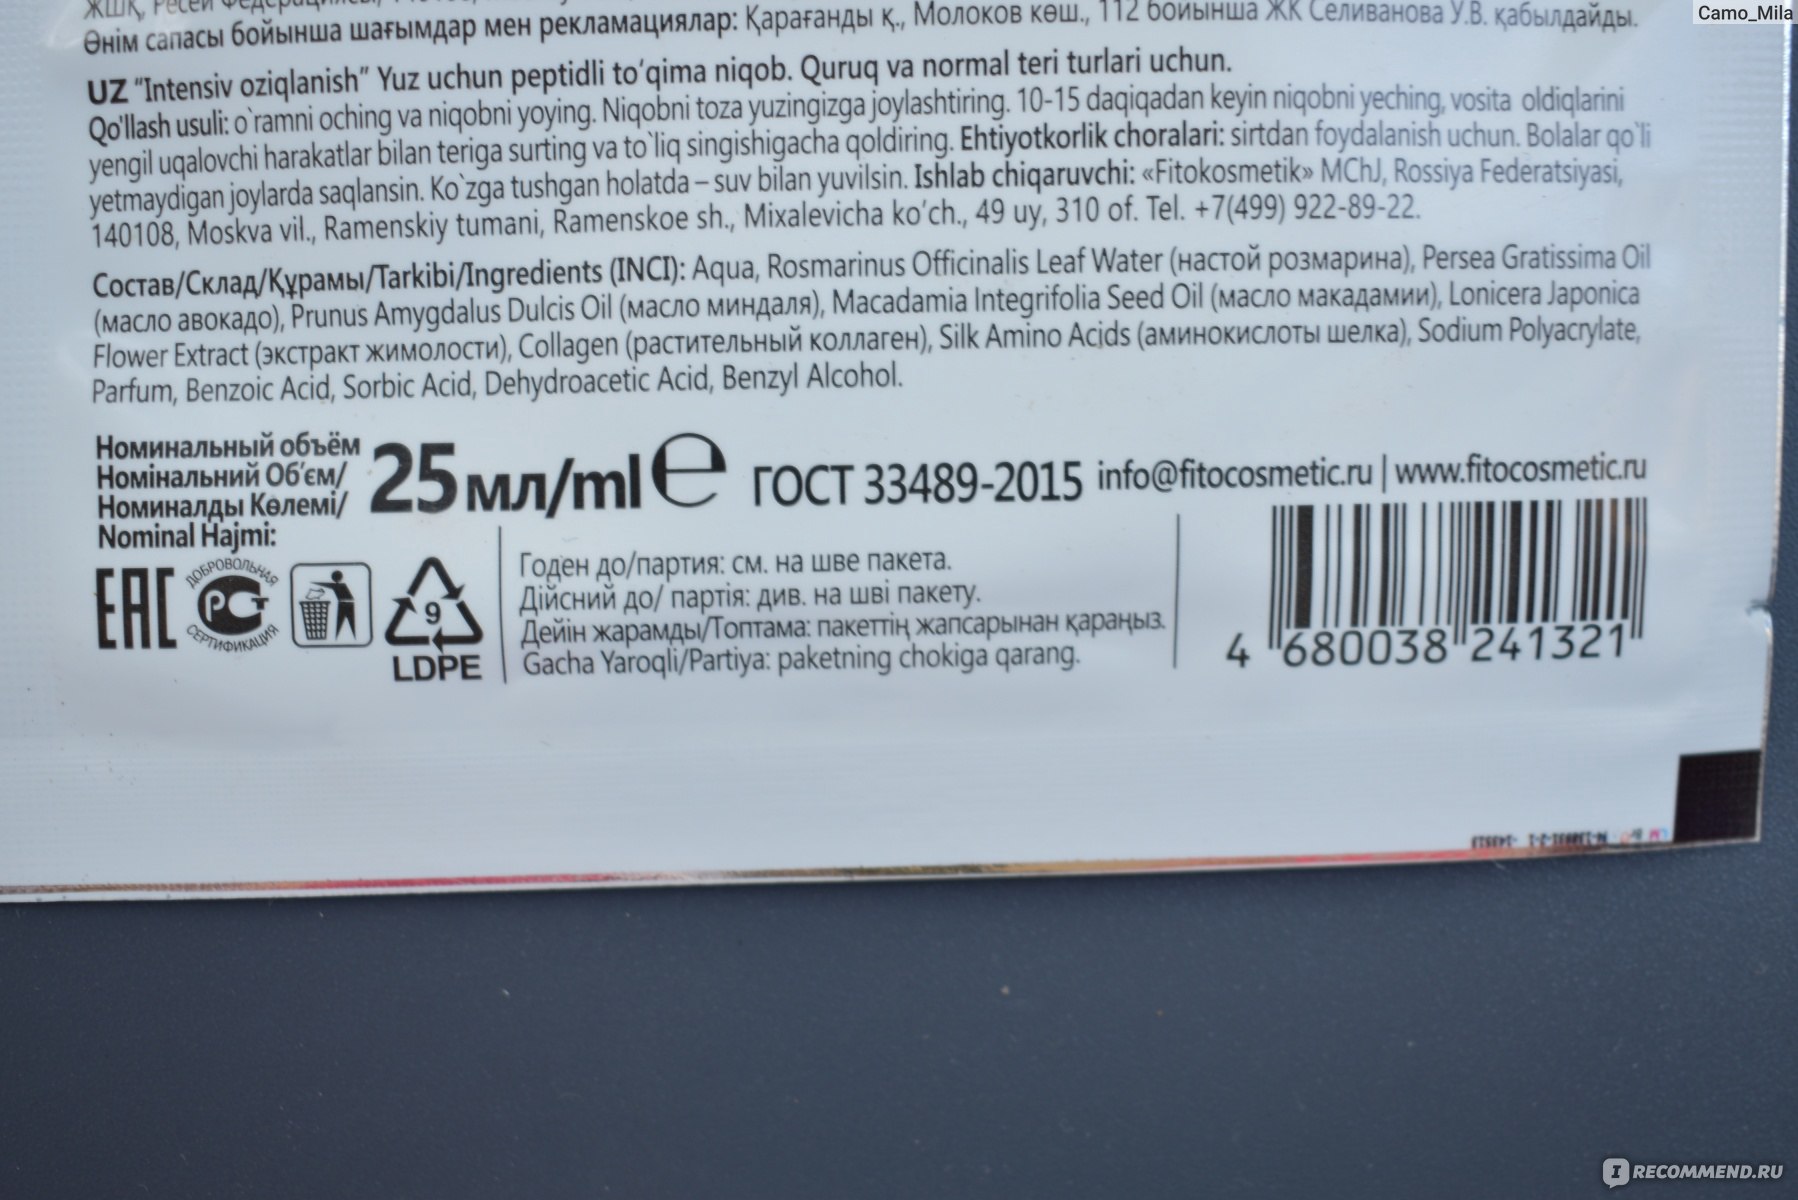 Camo_Mila
ЖШҚ, Ресей Федерациясы,
Өнім сапасы бойынша шағымдар мен рекламациялар: Қарағанды қ., Молоков көш., 112 бойынша ЖК Селиванова У.В. қабылдайды.
UZ “Intensiv oziqlanish” Yuz uchun peptidli to‘qima niqob. Quruq va normal teri turlari uchun.
Qo'llash usuli: o`ramni oching va niqobni yoying. Niqobni toza yuzingizga joylashtiring. 10-15 daqiqadan keyin niqobni yeching, vosita oldiqlarini
yengil uqalovchi harakatlar bilan teriga surting va to`liq singishigacha qoldiring. Ehtiyotkorlik choralari: sirtdan foydalanish uchun. Bolalar qo`li
yetmaydigan joylarda saqlansin. Ko`zga tushgan holatda – suv bilan yuvilsin. Ishlab chiqaruvchi: «Fitokosmetik» MChJ, Rossiya Federatsiyasi,
140108, Moskva vil., Ramenskiy tumani, Ramenskoe sh., Mixalevicha ko‘ch., 49 uy, 310 of. Tel. +7(499) 922-89-22.
Состав/Склад/Құрамы/Tarkibi/Ingredients (INCI): Aqua, Rosmarinus Officinalis Leaf Water (настой розмарина), Persea Gratissima Oil
(масло авокадо), Prunus Amygdalus Dulcis Oil (масло миндаля), Macadamia Integrifolia Seed Oil (масло макадамии), Lonicera Japonica
Flower Extract (экстракт жимолости), Collagen (растительный коллаген), Silk Amino Acids (аминокислоты шелка), Sodium Polyacrylate,
Parfum, Benzoic Acid, Sorbic Acid, Dehydroacetic Acid, Benzyl Alcohol.
Номинальный объём
Номінальний Об’єм/
Номиналды Көлемі/
Nominal Hajmi:
25 мл/ml e ГОСТ 33489-2015 info@fitocosmetic.ru | www.fitocosmetic.ru
EAC
ДОБРОВОЛЬНАЯ
РСТ
СЕРТИФИКАЦИЯ
9
LDPE
Годен до/партия: см. на шве пакета.
Дійсний до/ партія: див. на шві пакету.
Дейін жарамды/Топтама: пакеттің жапсарынан қараңыз.
Gacha Yaroqli/Partiya: paketning chokiga qarang.
4 680038 241321
I RECOMMEND.RU